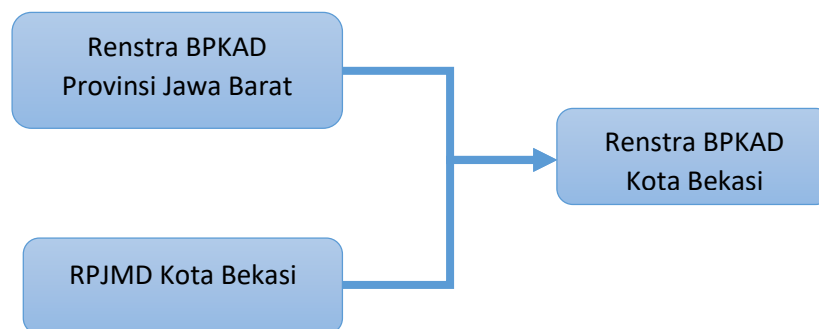 Renstra BPKAD
Provinsi Jawa Barat
Renstra BPKAD
Kota Bekasi
RPJMD Kota Bekasi